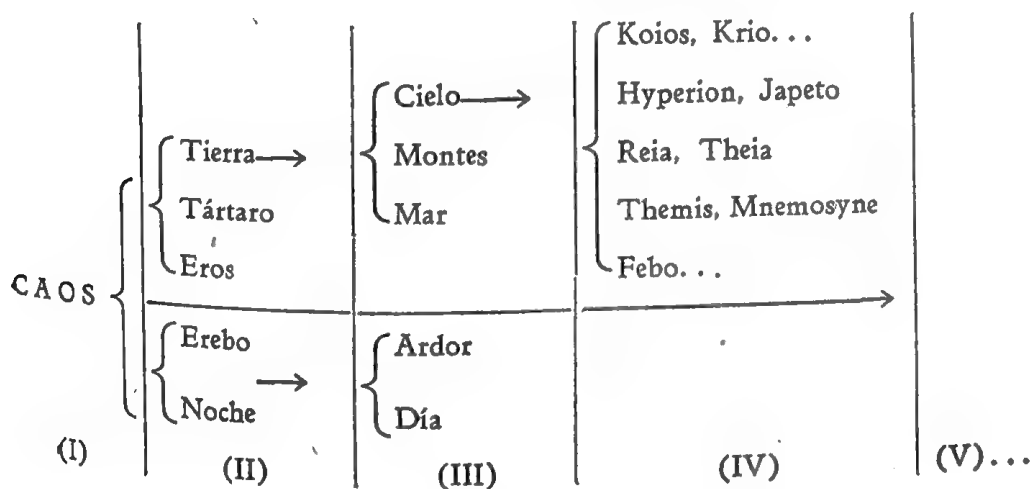 CAOS
(I)
Tierra
Tártaro
Eros
Erebo
Noche
(II)
Cielo
Montes
Mar
Ardor
Día
(III)
Koios, Krio...
Hyperion, Japeto
Reia, Theia
Themis, Mnemosyne
Febo...
(IV)
(V)...